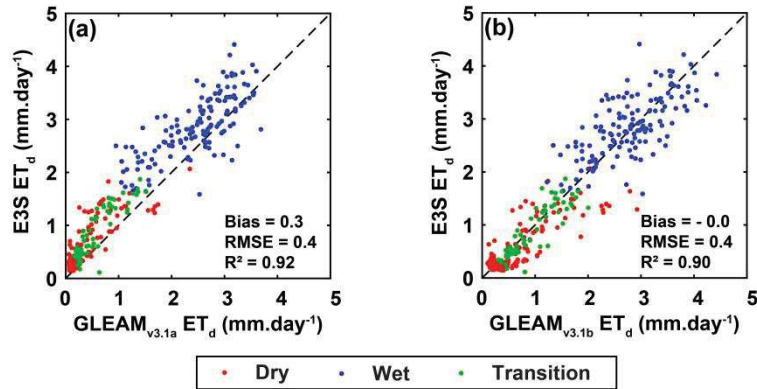 (a)
E3S ET_d (mm.day⁻¹)
5
4
3
2
1
0
Bias = 0.3
RMSE = 0.4
R² = 0.92
0 1 2 3 4 5
GLEAM_v3.1a ET_d (mm.day⁻¹)
(b)
E3S ET_d (mm.day⁻¹)
5
4
3
2
1
0
Bias = - 0.0
RMSE = 0.4
R² = 0.90
0 1 2 3 4 5
GLEAM_v3.1b ET_d (mm.day⁻¹)
Dry Wet Transition